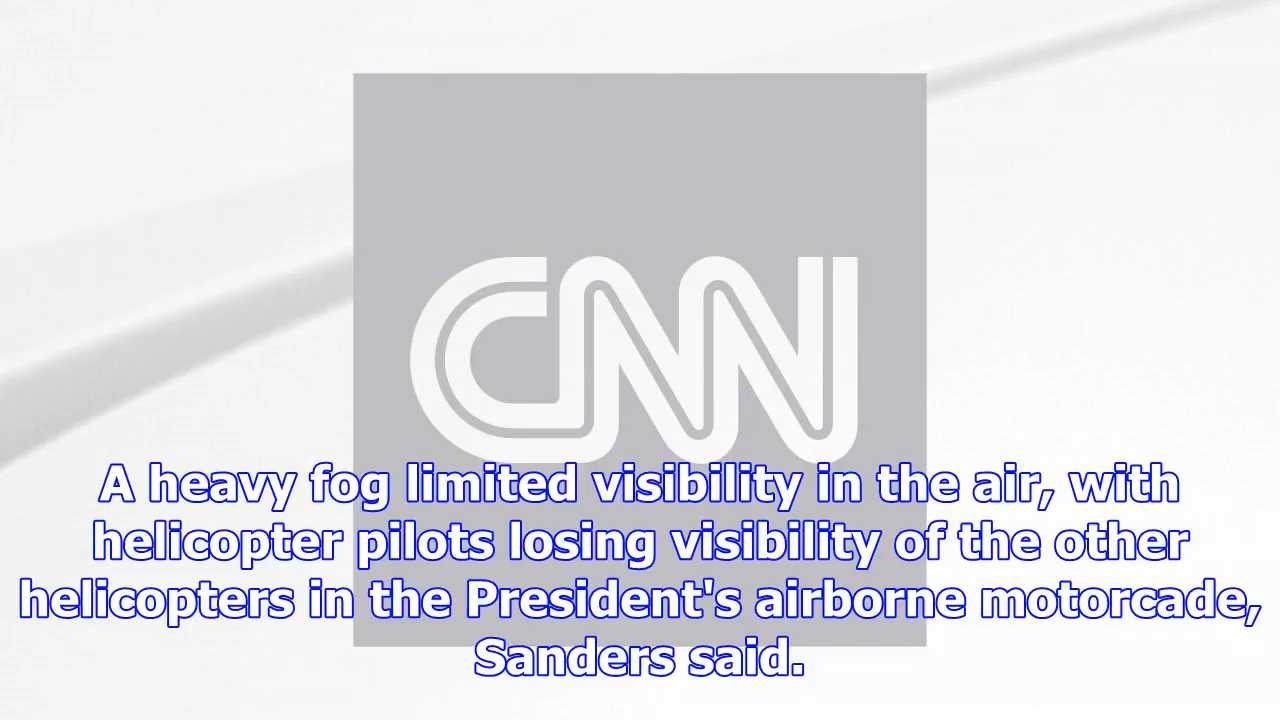 CNN
A heavy fog limited visibility in the air, with
helicopter pilots losing visibility of the other
helicopters in the President's airborne motorcade,
Sanders said.